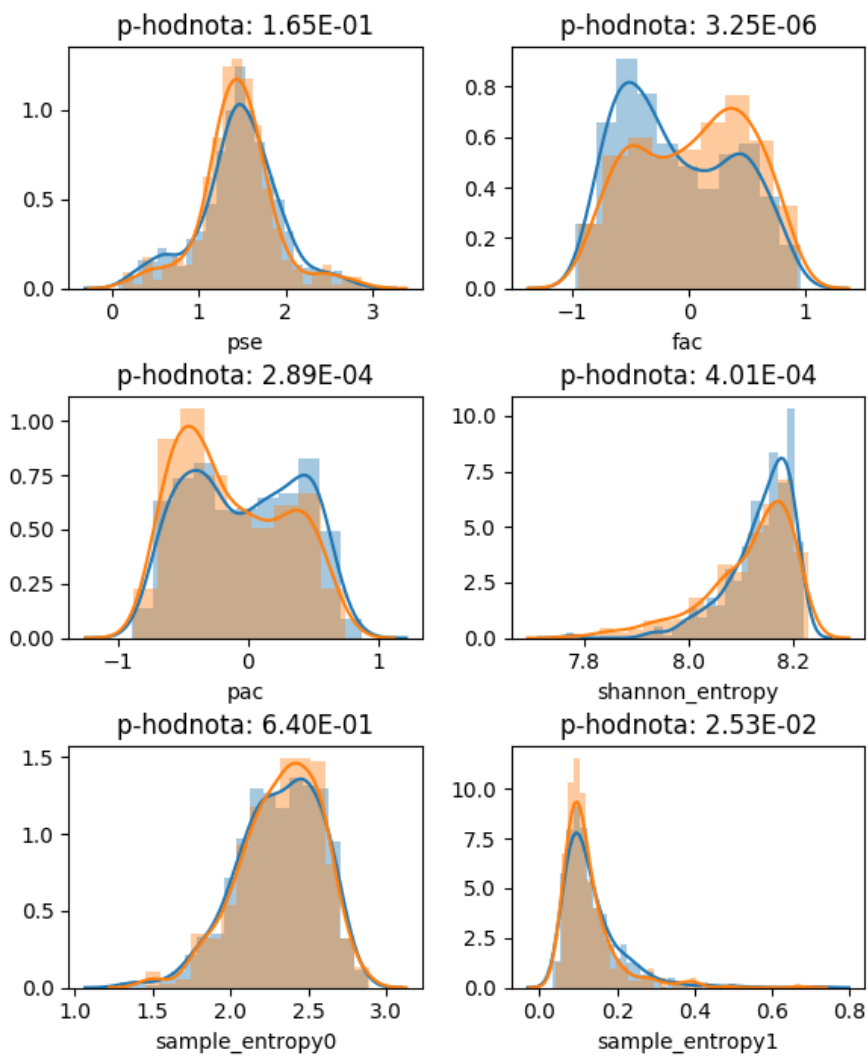 p-hodnota: 1.65E-01
1.0
0.5
0.0
0 1 2 3
pse
p-hodnota: 3.25E-06
0.8
0.6
0.4
0.2
0.0
−1 0 1
fac
p-hodnota: 2.89E-04
1.00
0.75
0.50
0.25
0.00
−1 0 1
pac
p-hodnota: 4.01E-04
10.0
7.5
5.0
2.5
0.0
7.8 8.0 8.2
shannon_entropy
p-hodnota: 6.40E-01
1.5
1.0
0.5
0.0
1.0 1.5 2.0 2.5 3.0
sample_entropy0
p-hodnota: 2.53E-02
10.0
7.5
5.0
2.5
0.0
0.0 0.2 0.4 0.6 0.8
sample_entropy1